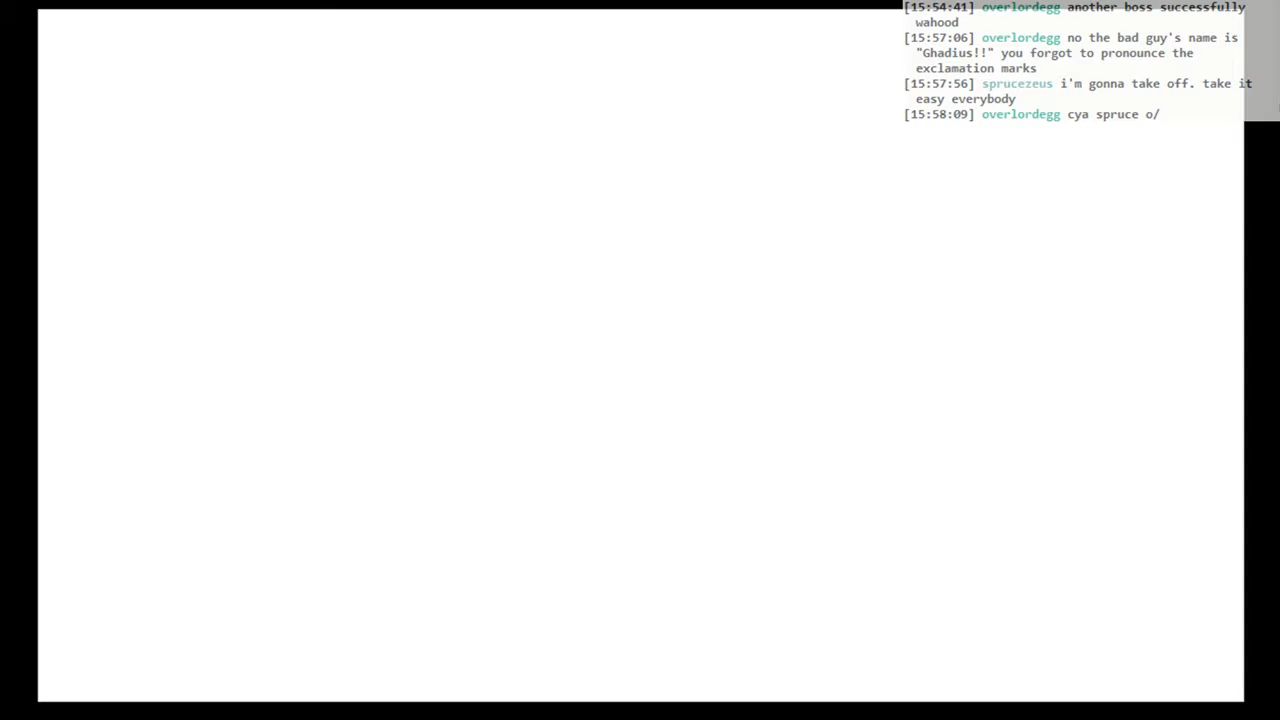 [15:54:41] overlordegg another boss successfully
wahood
[15:57:06] overlordegg no the bad guy's name is
"Ghadius!!" you forgot to pronounce the
exclamation marks
[15:57:56] sprucezeus i'm gonna take off. take it
easy everybody
[15:58:09] overlordegg cya spruce o/